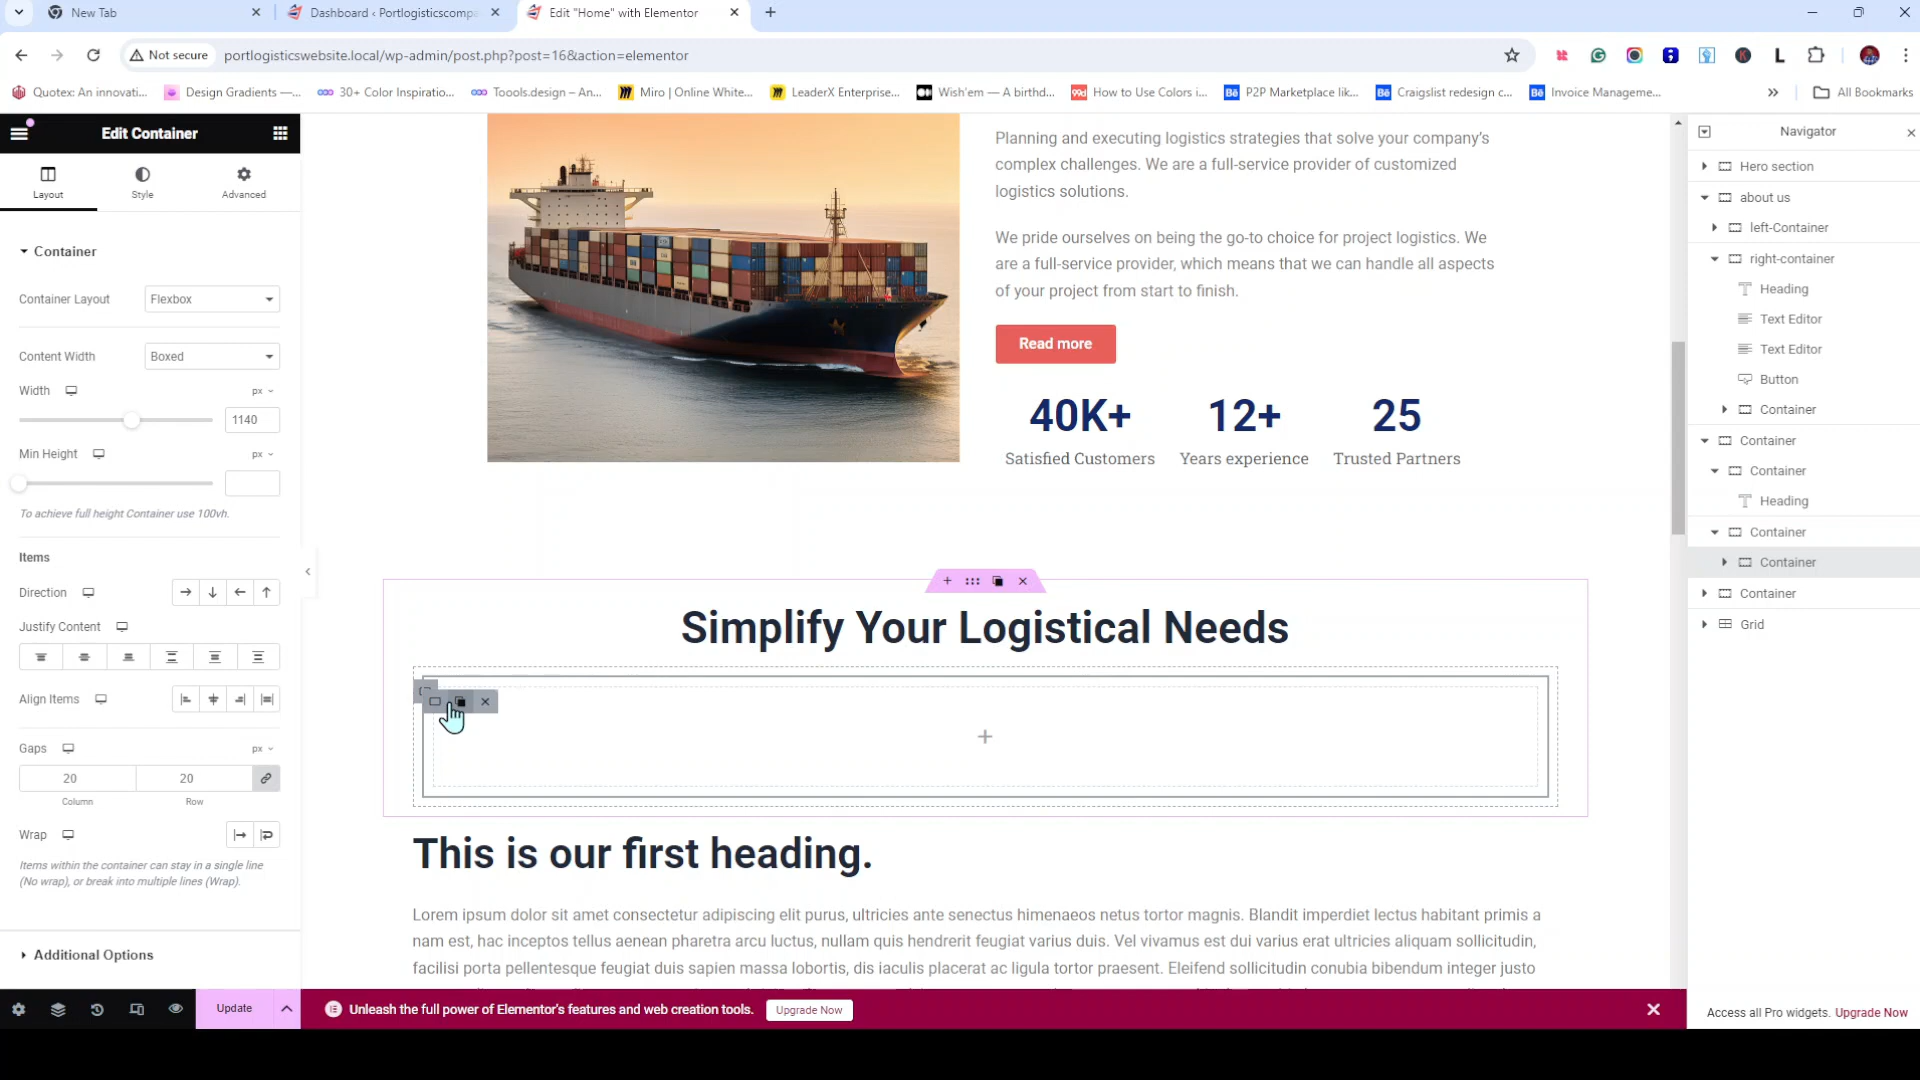 New Tab
Dashboard ‹ Portlogisticscompa
Edit "Home" with Elementor
Not secure
portlogisticswebsite.local/wp-admin/post.php?post=16&action=elementor
Quotex: An innovati...
Design Gradients —...
30+ Color Inspiratio...
Toools.design – An...
Miro | Online White...
LeaderX Enterprise...
Wish'em — A birthd...
How to Use Colors i...
P2P Marketplace lik...
Craigslist redesign c...
Invoice Manageme...
All Bookmarks
Edit Container
Layout
Style
Advanced
Container
Container Layout
Flexbox
Content Width
Boxed
Width
px
1140
Min Height
px
To achieve full height Container use 100vh.
Items
Direction
Justify Content
Align Items
Gaps
px
20
20
Column
Row
Wrap
Items within the container can stay in a single line
(No wrap), or break into multiple lines (Wrap).
Additional Options
Update
Planning and executing logistics strategies that solve your company's
complex challenges. We are a full-service provider of customized
logistics solutions.
We pride ourselves on being the go-to choice for project logistics. We
are a full-service provider, which means that we can handle all aspects
of your project from start to finish.
Read more
40K+
12+
25
Satisfied Customers
Years experience
Trusted Partners
Simplify Your Logistical Needs
This is our first heading.
Lorem ipsum dolor sit amet consectetur adipiscing elit purus, ultricies ante senectus himenaeos netus tortor magnis. Blandit imperdiet lectus habitant primis a
nam est, hac inceptos tellus aenean pharetra arcu luctus, nullam quis hendrerit feugiat varius duis. Vel vivamus est dui varius erat ultricies aliquam sollicitudin,
facilisi porta pellentesque feugiat duis sapien massa lobortis, dis iaculis placerat ac ligula tortor praesent. Eleifend sollicitudin conubia bibendum integer justo
Unleash the full power of Elementor's features and web creation tools.
Upgrade Now
Navigator
Hero section
about us
left-Container
right-container
Heading
Text Editor
Text Editor
Button
Container
Container
Container
Heading
Container
Container
Container
Grid
Access all Pro widgets. Upgrade Now